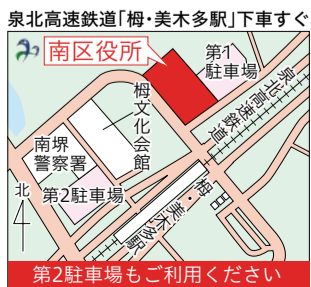 泉北高速鉄道「栂・美木多駅」下車すぐ
南区役所
第1
駐車場
泉北高速鉄道
栂文化会館
南堺
警察署
第2駐車場
北
栂・美木多駅
第2駐車場もご利用ください